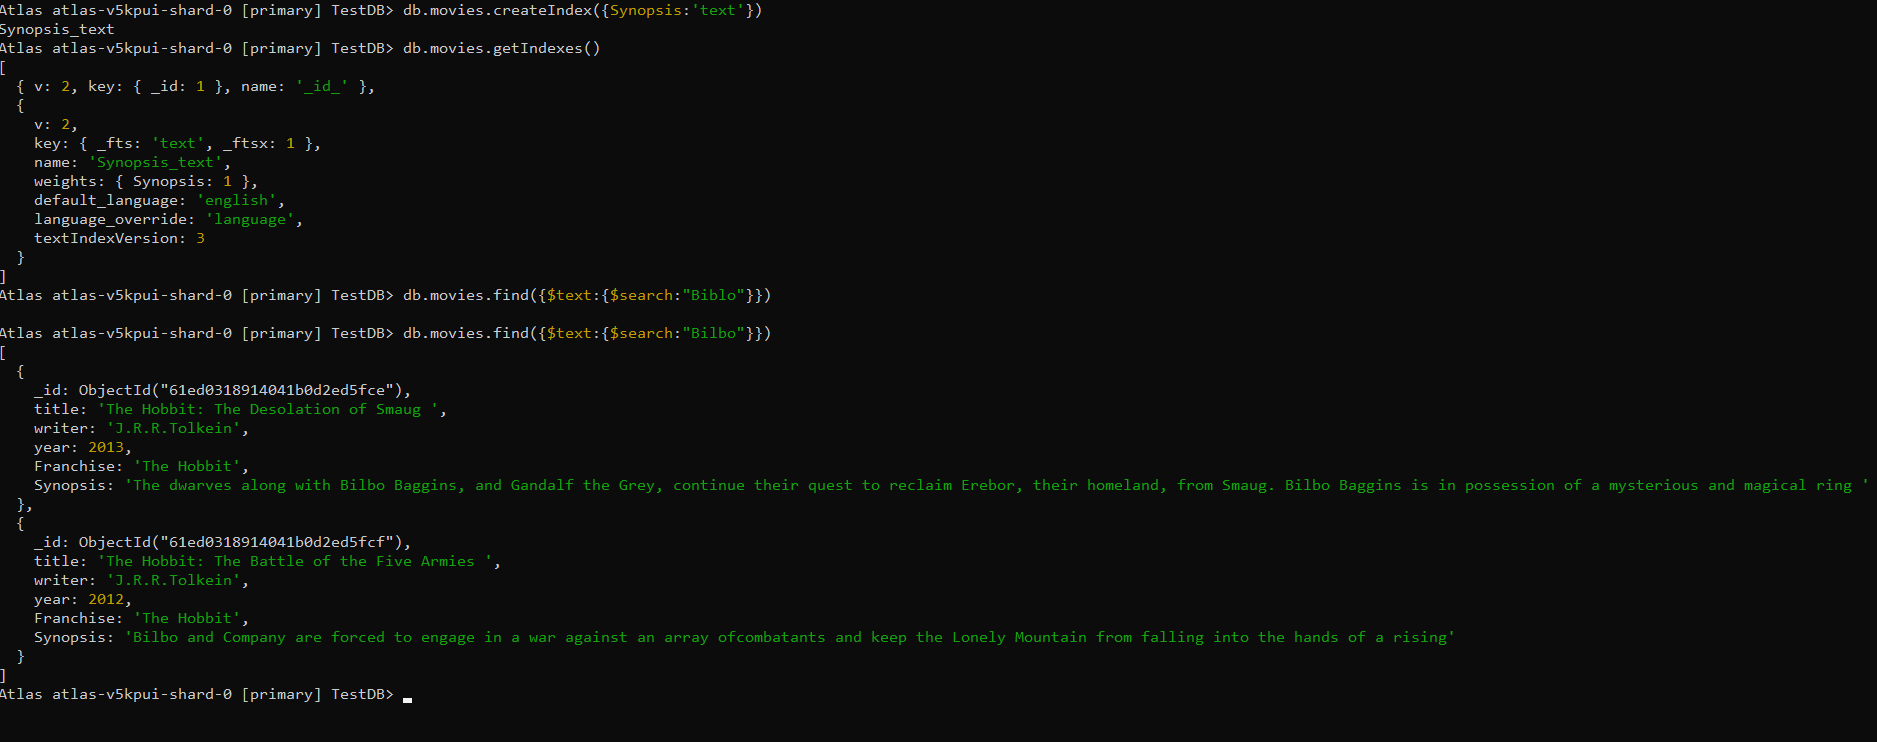 Atlas atlas-v5kpui-shard-0 [primary] TestDB> db.movies.createIndex({Synopsis:'text'})
Synopsis_text
Atlas atlas-v5kpui-shard-0 [primary] TestDB> db.movies.getIndexes()
[
  { v: 2, key: { _id: 1 }, name: '_id_' },
  {
    v: 2,
    key: { _fts: 'text', _ftsx: 1 },
    name: 'Synopsis_text',
    weights: { Synopsis: 1 },
    default_language: 'english',
    language_override: 'language',
    textIndexVersion: 3
  }
]
Atlas atlas-v5kpui-shard-0 [primary] TestDB> db.movies.find({$text:{$search:"Biblo"}})
Atlas atlas-v5kpui-shard-0 [primary] TestDB> db.movies.find({$text:{$search:"Bilbo"}})
[
  {
    _id: ObjectId("61ed0318914041b0d2ed5fce"),
    title: 'The Hobbit: The Desolation of Smaug ',
    writer: 'J.R.R.Tolkein',
    year: 2013,
    Franchise: 'The Hobbit',
    Synopsis: 'The dwarves along with Bilbo Baggins, and Gandalf the Grey, continue their quest to reclaim Erebor, their homeland, from Smaug. Bilbo Baggins is in possession of a mysterious and magical ring '
  },
  {
    _id: ObjectId("61ed0318914041b0d2ed5fcf"),
    title: 'The Hobbit: The Battle of the Five Armies ',
    writer: 'J.R.R.Tolkein',
    year: 2012,
    Franchise: 'The Hobbit',
    Synopsis: 'Bilbo and Company are forced to engage in a war against an array ofcombatants and keep the Lonely Mountain from falling into the hands of a rising'
  }
]
Atlas atlas-v5kpui-shard-0 [primary] TestDB>